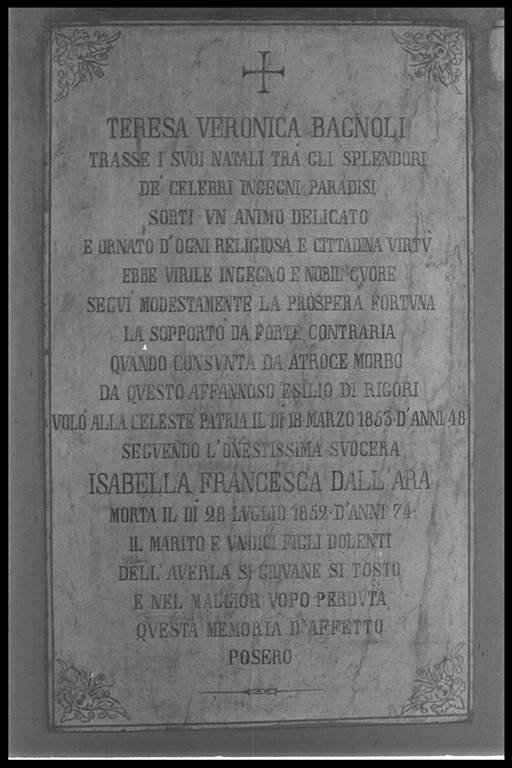 TERESA VERONICA BAGNOLI
TRASSE I SVOI NATALI TRA GLI SPLENDORI
DE' CELEBRI INGEGNI PARADISI
SORTI VN ANIMO DELICATO
E ORNATO D'OGNI RELIGIOSA E CITTADINA VIRTV'
EBBE VIRILE INGEGNO E NOBIL CVORE
SEGVI MODESTAMENTE LA PROSPERA FORTVNA
LA SOPPORTO DA FORTE CONTRARIA
QVANDO CONSVNTA DA ATROCE MORBO
DA QVESTO AFFANNOSO ESILIO DI RIGORI
VOLO' ALLA CELESTE PATRIA IL DI 18 MARZO 1853 D'ANNI 48
SEGVENDO L'ONESTISSIMA SVOCERA
ISABELLA FRANCESCA DALL'ARA
MORTA IL DI 28 LVGLIO 1852 D'ANNI 74
IL MARITO E VNDICI FIGLI DOLENTI
DELL'AVERLA SI GIOVANE SI TOSTO
E NEL MAGGIOR VOPO PERDVTA
QVESTA MEMORIA D'AFFETTO
POSERO